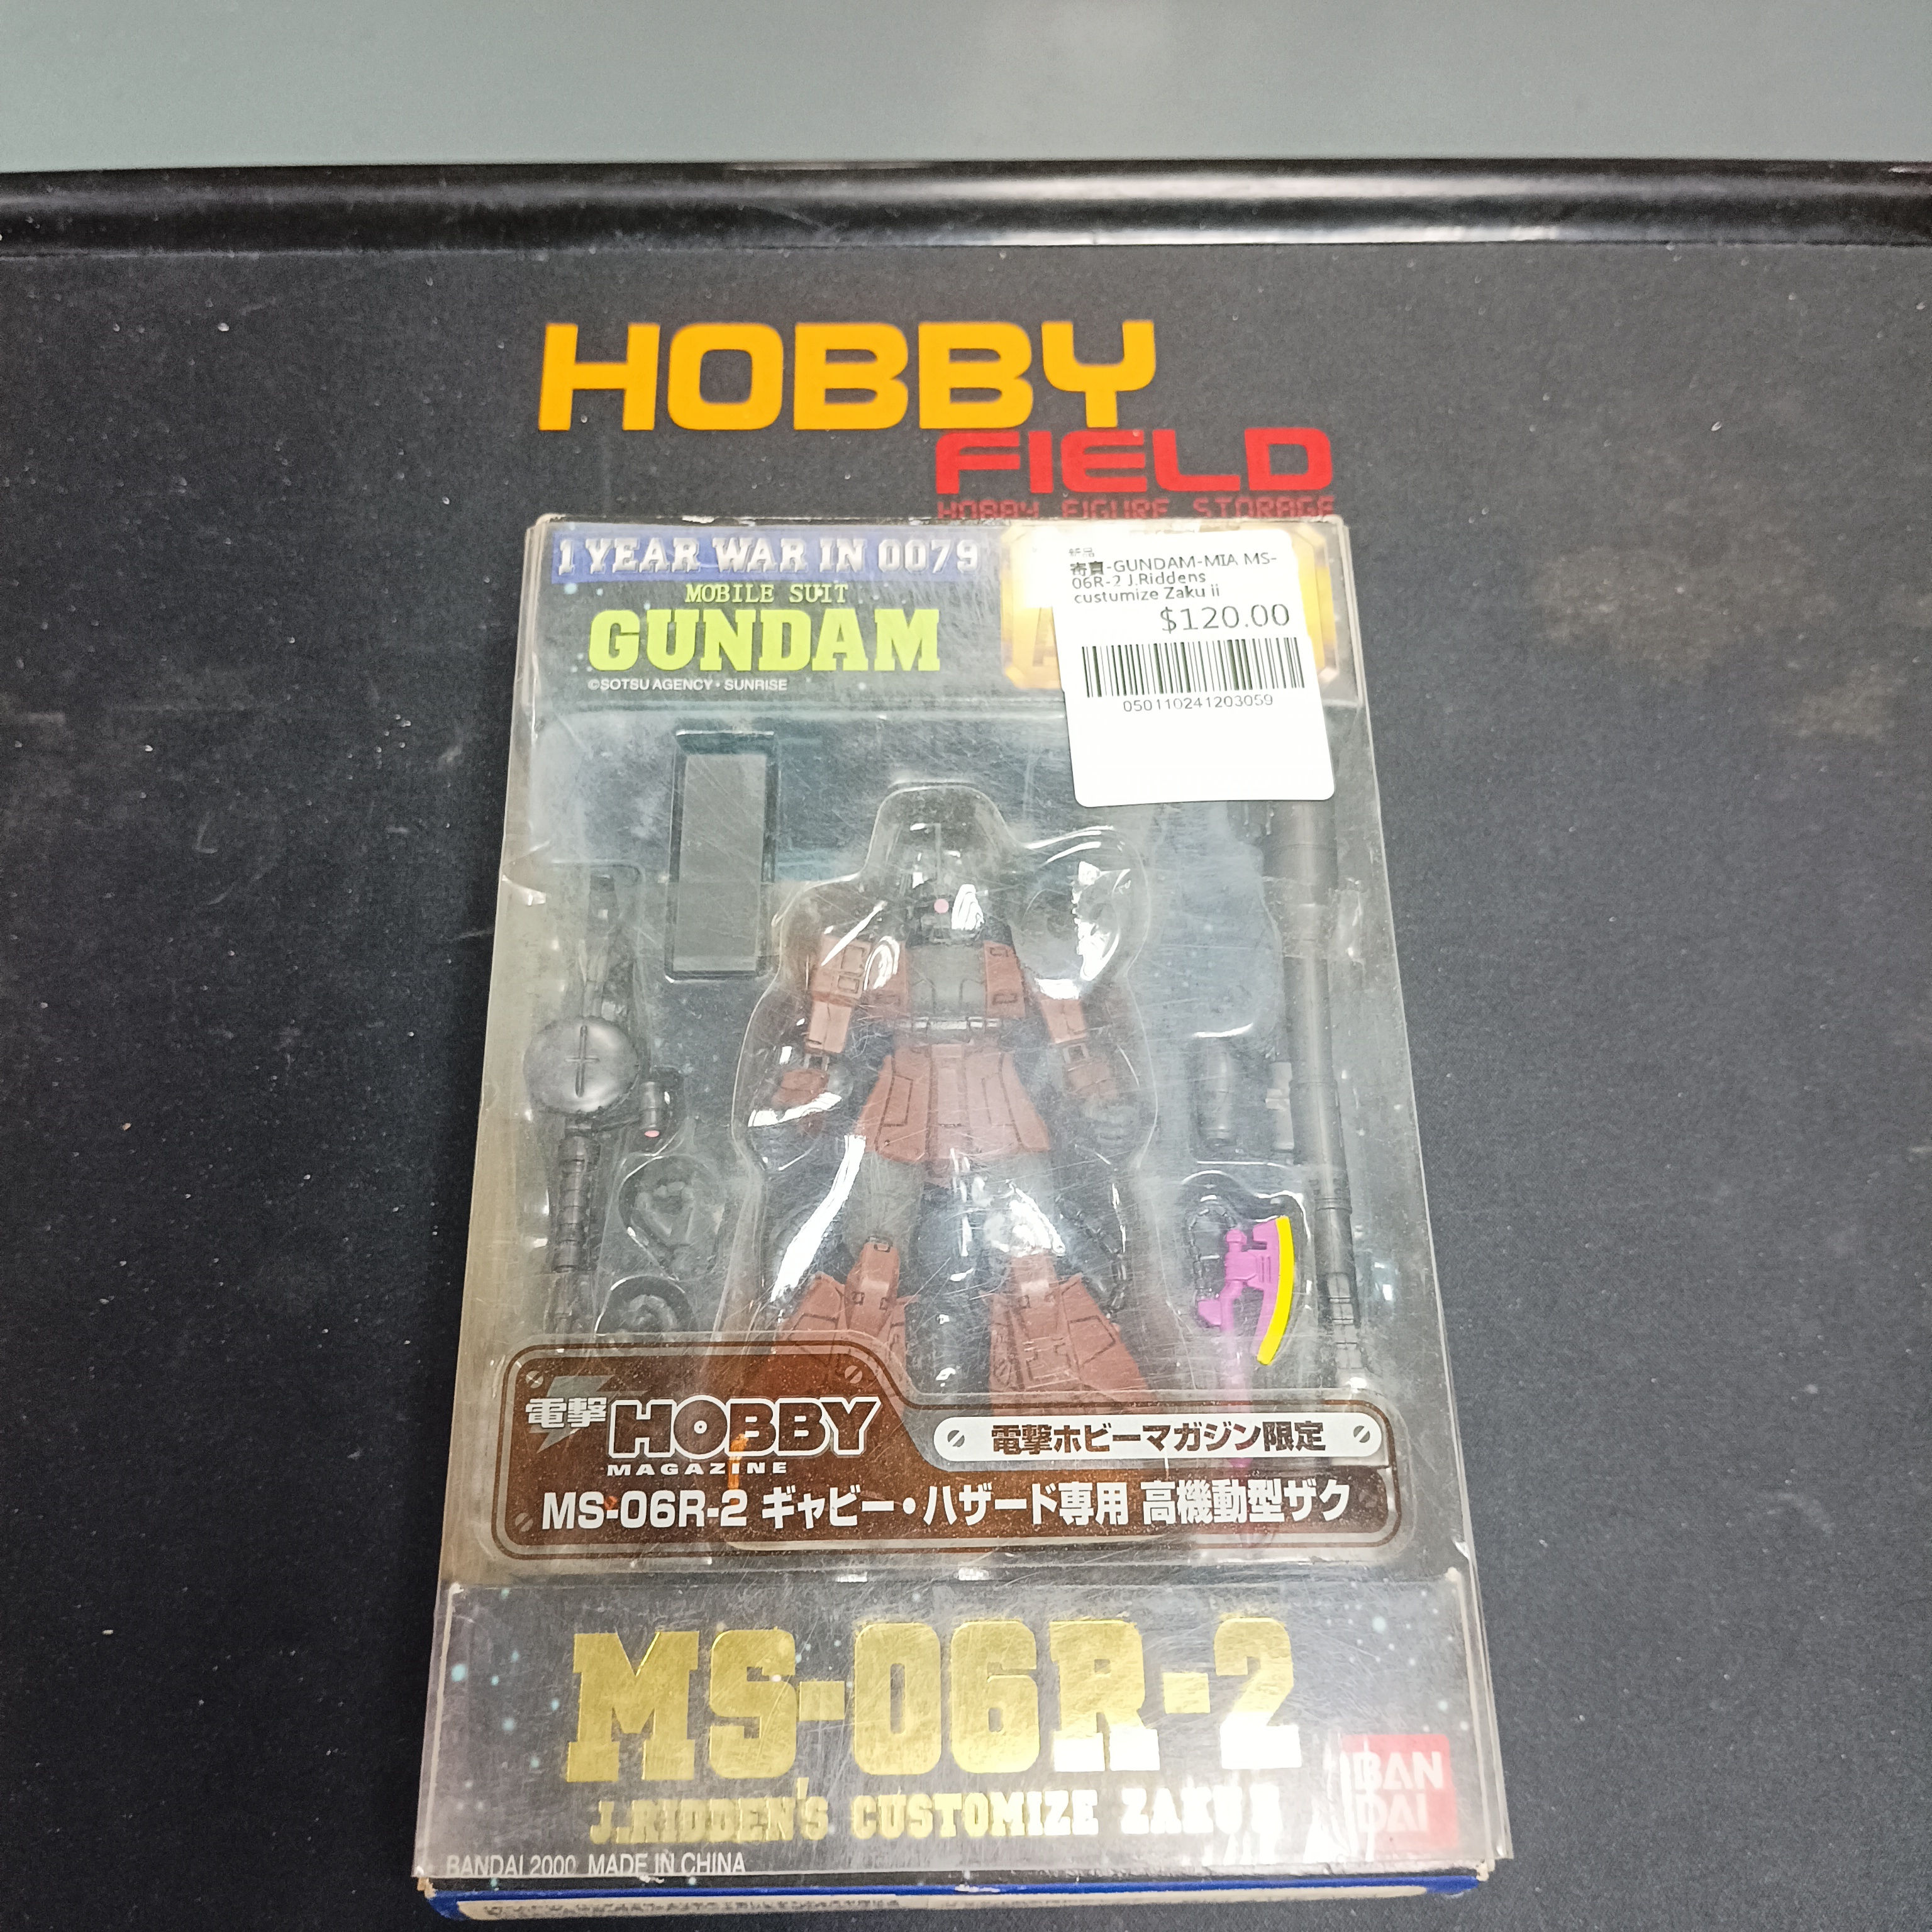 HOBBY
FIELD
HOBBY FIGURE STORAGE
1 YEAR WAR IN 0079
MOBILE SUIT
GUNDAM
©SOTSU AGENCY・SUNRISE
寄賣-GUNDAM-MIA MS-
06R-2 J.Riddens
custumize Zaku ii
$120.00
050110241203059
電撃 HOBBY
MAGAZINE
電撃ホビーマガジン限定
MS-06R-2 ギャビー・ハザード専用 高機動型ザク
MS-06R-2
J.RIDDEN'S CUSTOMIZE ZAKU II
BAN
DAI
BANDAI 2000 MADE IN CHINA